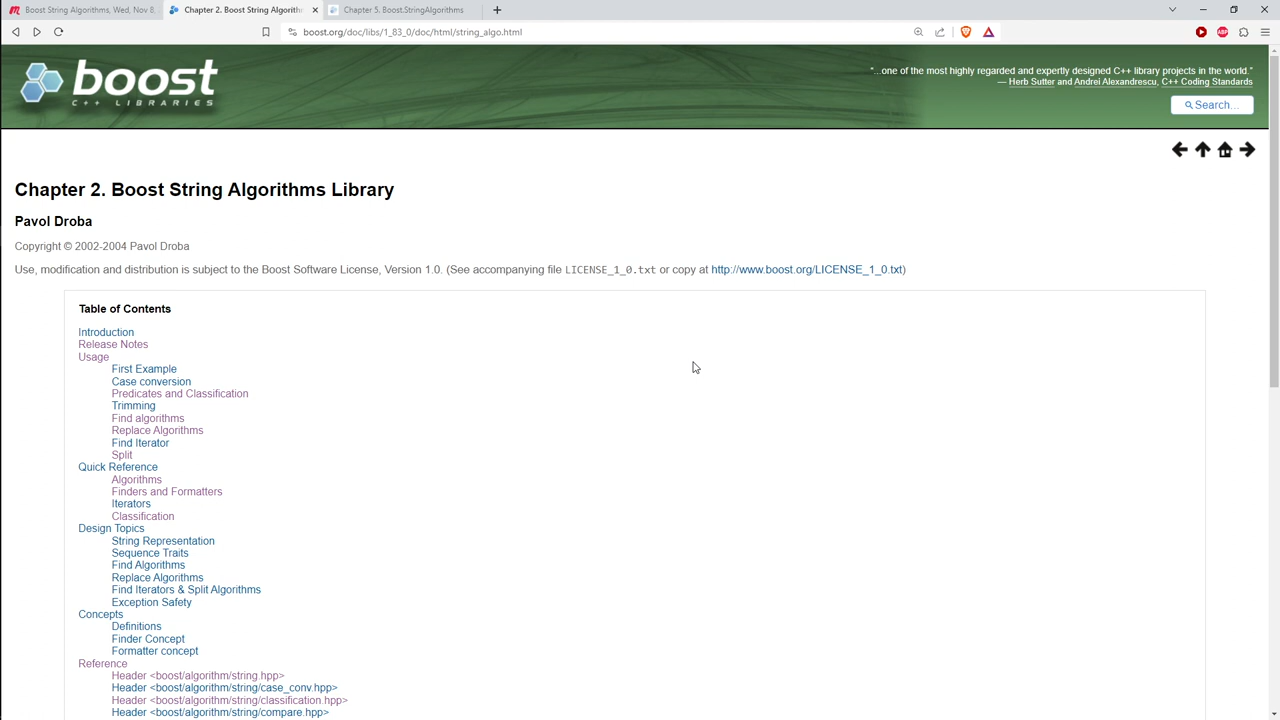 Boost String Algorithms, Wed, Nov 8
Chapter 2. Boost String Algorith
Chapter 5. Boost.StringAlgorithms
boost.org/doc/libs/1_83_0/doc/html/string_algo.html
boost
C++ LIBRARIES
"...one of the most highly regarded and expertly designed C++ library projects in the world."
— Herb Sutter and Andrei Alexandrescu, C++ Coding Standards
Search...
Chapter 2. Boost String Algorithms Library
Pavol Droba
Copyright © 2002-2004 Pavol Droba
Use, modification and distribution is subject to the Boost Software License, Version 1.0. (See accompanying file LICENSE_1_0.txt or copy at http://www.boost.org/LICENSE_1_0.txt)
Table of Contents
Introduction
Release Notes
Usage
First Example
Case conversion
Predicates and Classification
Trimming
Find algorithms
Replace Algorithms
Find Iterator
Split
Quick Reference
Algorithms
Finders and Formatters
Iterators
Classification
Design Topics
String Representation
Sequence Traits
Find Algorithms
Replace Algorithms
Find Iterators & Split Algorithms
Exception Safety
Concepts
Definitions
Finder Concept
Formatter concept
Reference
Header <boost/algorithm/string.hpp>
Header <boost/algorithm/string/case_conv.hpp>
Header <boost/algorithm/string/classification.hpp>
Header <boost/algorithm/string/compare.hpp>